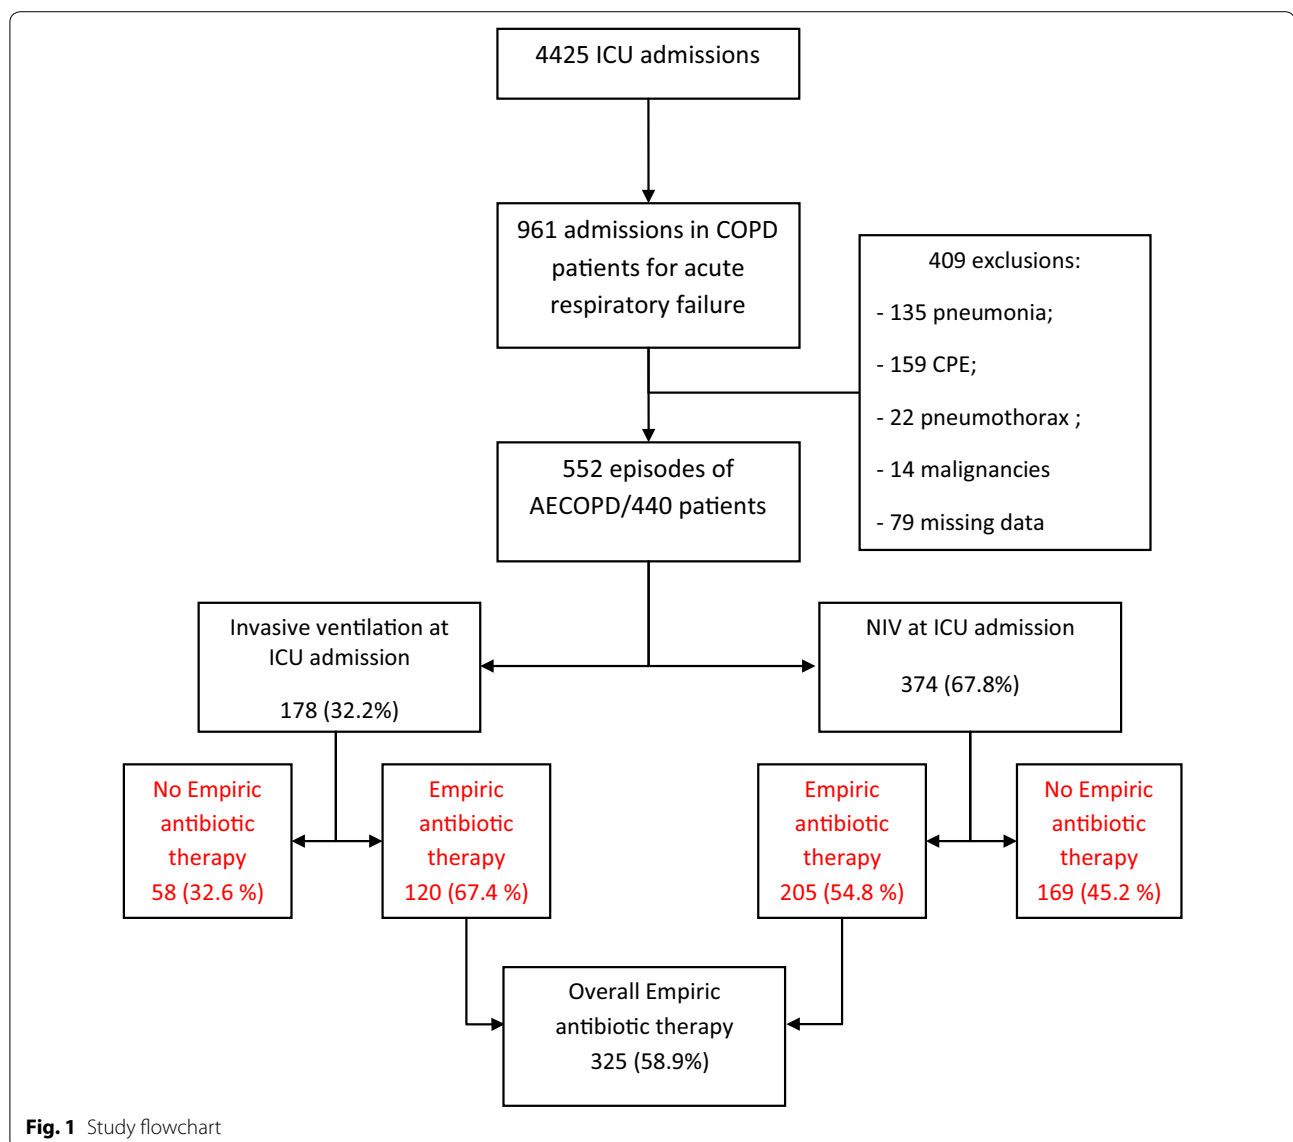 4425 ICU admissions
961 admissions in COPD
patients for acute
respiratory failure
409 exclusions:
- 135 pneumonia;
- 159 CPE;
- 22 pneumothorax ;
- 14 malignancies
- 79 missing data
552 episodes of
AECOPD/440 patients
Invasive ventilation at
ICU admission
178 (32.2%)
NIV at ICU admission
374 (67.8%)
No Empiric
antibiotic
therapy
58 (32.6 %)
Empiric
antibiotic
therapy
120 (67.4 %)
Empiric
antibiotic
therapy
205 (54.8 %)
No Empiric
antibiotic
therapy
169 (45.2 %)
Overall Empiric
antibiotic therapy
325 (58.9%)
Fig. 1 Study flowchart